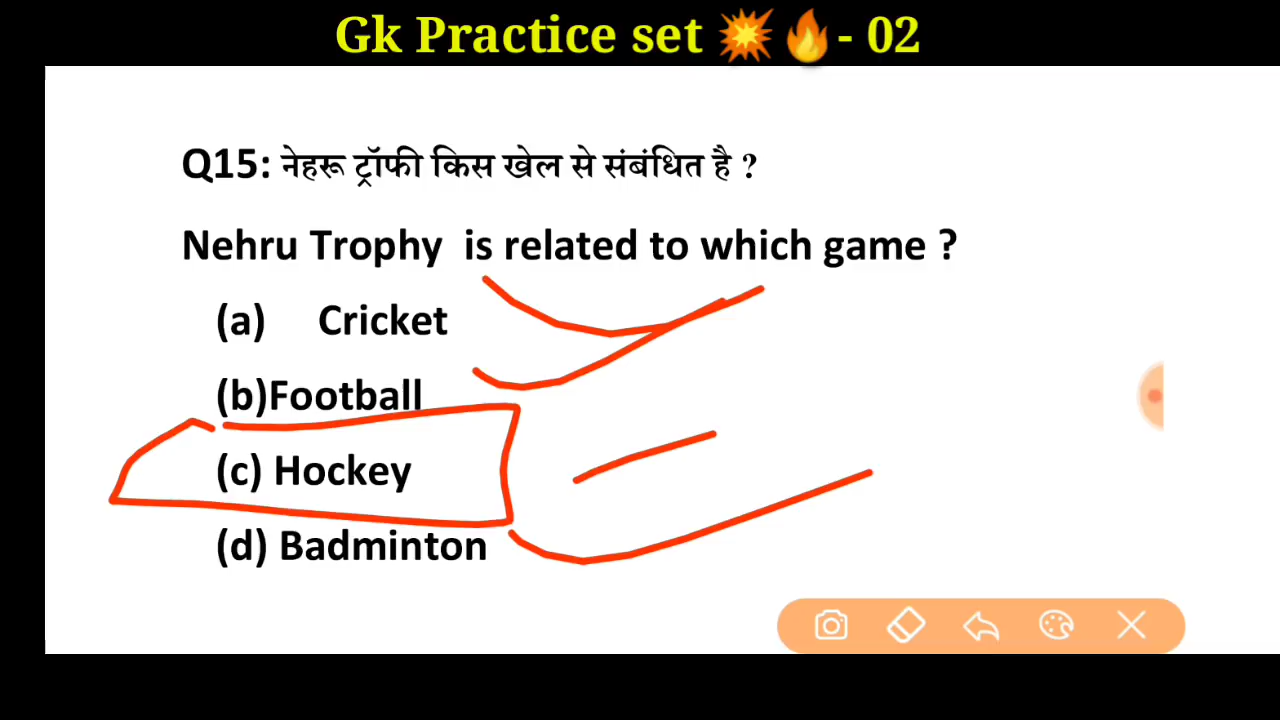 Gk Practice set 💥🔥- 02
Q15: नेहरू ट्रॉफी किस खेल से संबंधित है ?
Nehru Trophy is related to which game ?
(a) Cricket
(b)Football
(c) Hockey
(d) Badminton